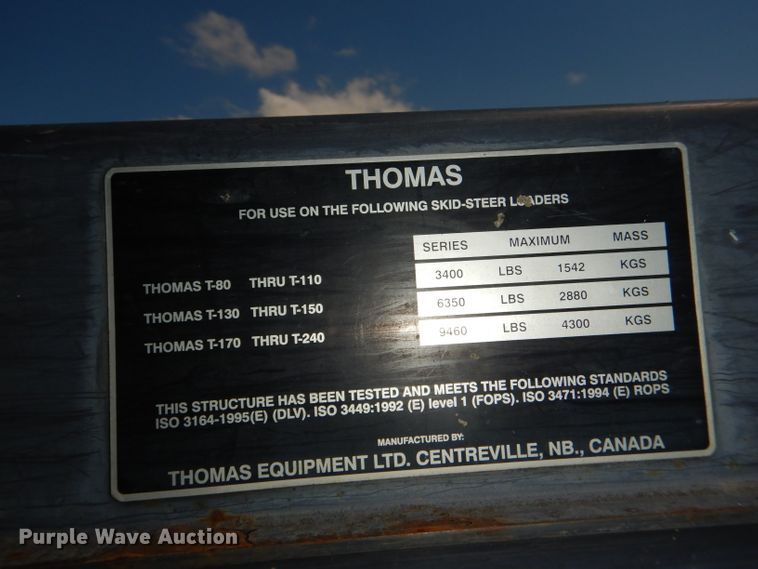 THOMAS
FOR USE ON THE FOLLOWING SKID-STEER LOADERS
SERIES MAXIMUM MASS
THOMAS T-80 THRU T-110 3400 LBS 1542 KGS
THOMAS T-130 THRU T-150 6350 LBS 2880 KGS
THOMAS T-170 THRU T-240 9460 LBS 4300 KGS
THIS STRUCTURE HAS BEEN TESTED AND MEETS THE FOLLOWING STANDARDS
ISO 3164-1995(E) (DLV). ISO 3449:1992 (E) level 1 (FOPS). ISO 3471:1994 (E) ROPS
MANUFACTURED BY:
THOMAS EQUIPMENT LTD. CENTREVILLE, NB., CANADA
Purple Wave Auction